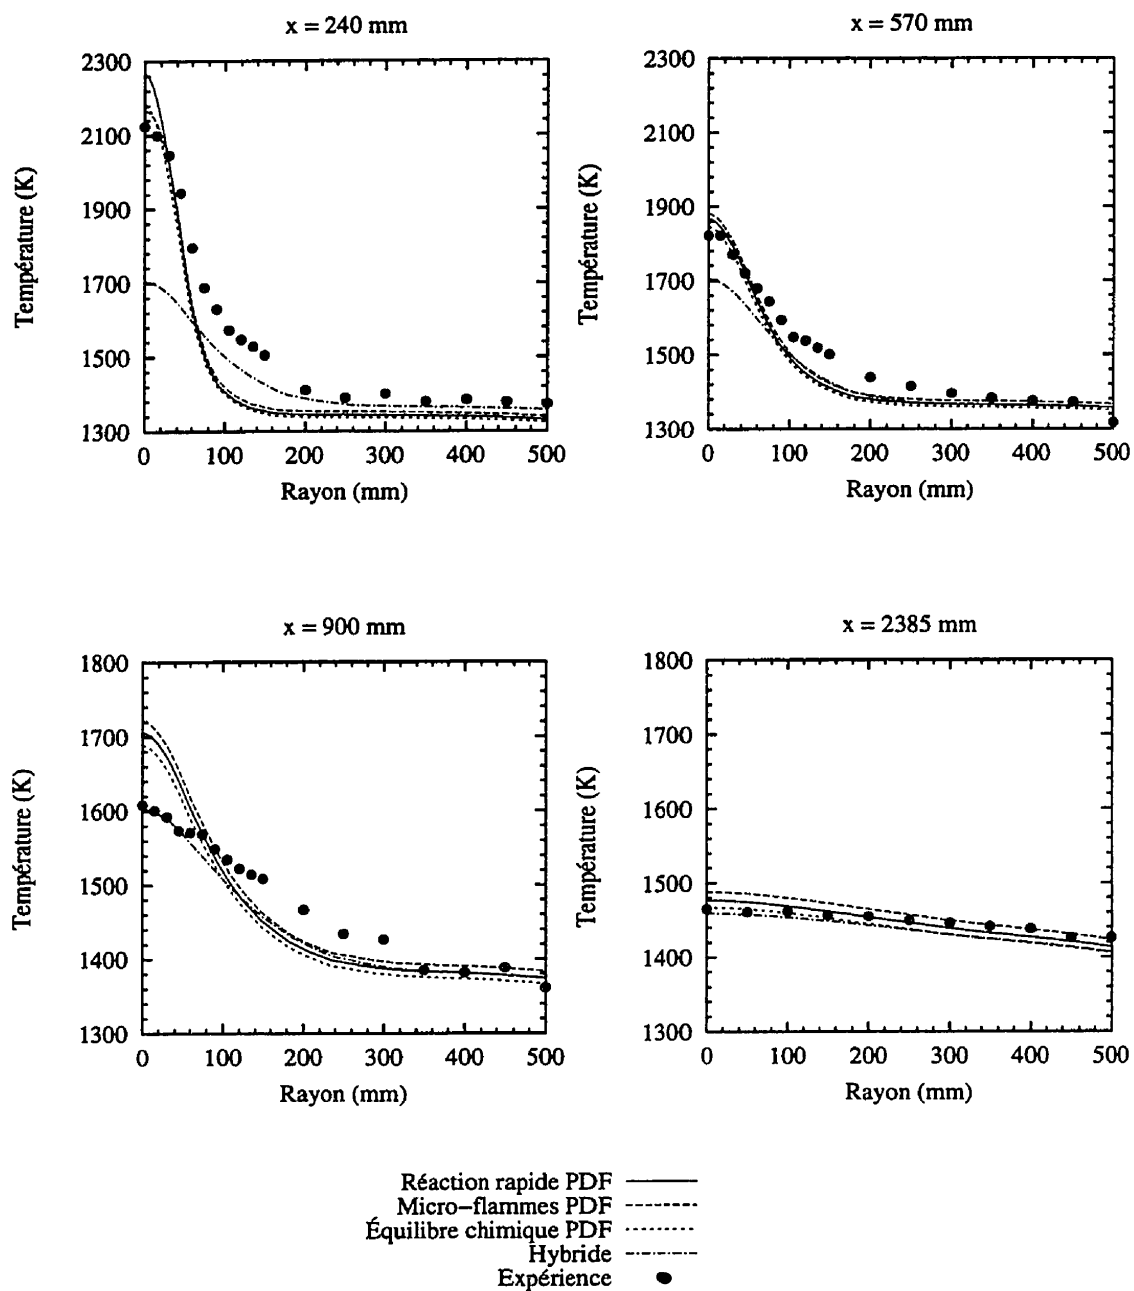 x = 240 mm
2300
2100
1900
1700
1500
1300
Température (K)
0 100 200 300 400 500
Rayon (mm)
x = 570 mm
2300
2100
1900
1700
1500
1300
Température (K)
0 100 200 300 400 500
Rayon (mm)
x = 900 mm
1800
1700
1600
1500
1400
1300
Température (K)
0 100 200 300 400 500
Rayon (mm)
x = 2385 mm
1800
1700
1600
1500
1400
1300
Température (K)
0 100 200 300 400 500
Rayon (mm)
Réaction rapide PDF
Micro-flammes PDF
Équilibre chimique PDF
Hybride
Expérience